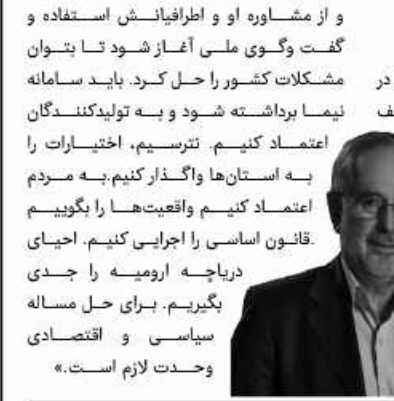 و از مشاوره او و اطرافیانش استفاده و
گفت وگوی ملی آغاز شود تا بتوان
مشکلات کشور را حل کرد. باید سامانه
نیما برداشته شود و به تولیدکنندگان
اعتماد کنیم. نترسیم، اختیارات را
به استان‌ها واگذار کنیم.به مردم
اعتماد کنیم واقعیت‌ها را بگوییم
.قانون اساسی را اجرایی کنیم. احیای
دریاچه ارومیه را جدی
بگیریم. برای حل مساله
سیاسی و اقتصادی
وحدت لازم است.»
در
ف